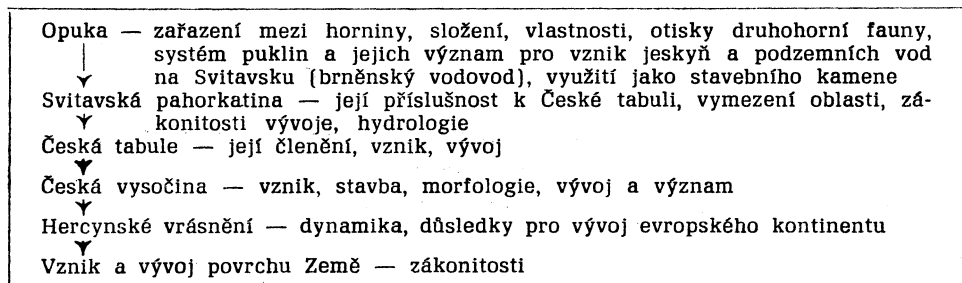 Opuka — zařazení mezi horniny, složení, vlastnosti, otisky druhohorní fauny,
systém puklin a jejich význam pro vznik jeskyň a podzemních vod
na Svitavsku (brněnský vodovod), využití jako stavebního kamene
Svitavská pahorkatina — její příslušnost k České tabuli, vymezení oblasti, zá-
konitosti vývoje, hydrologie
Česká tabule — její členění, vznik, vývoj
Česká vysočina — vznik, stavba, morfologie, vývoj a význam
Hercynské vrásnění — dynamika, důsledky pro vývoj evropského kontinentu
Vznik a vývoj povrchu Země — zákonitosti